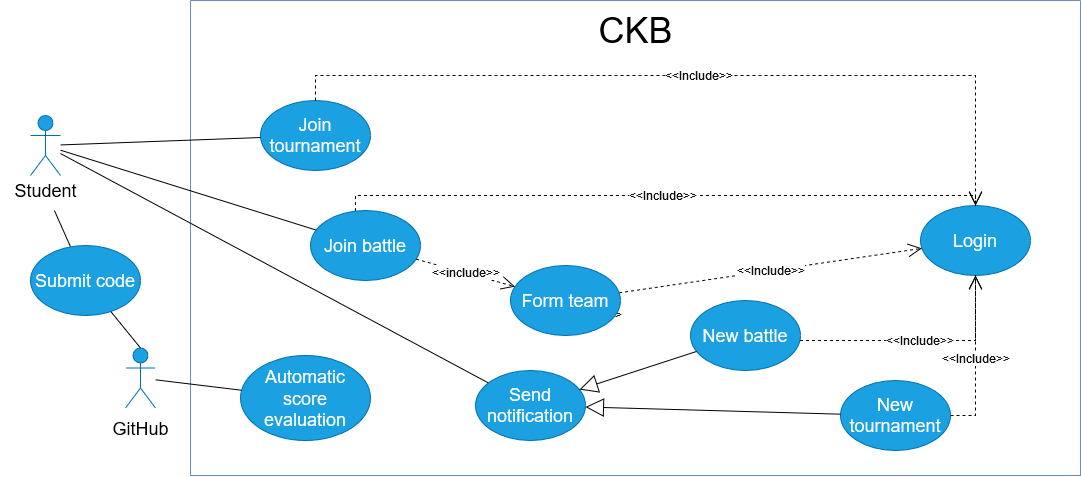 CKB
<<Include>>
Join
tournament
Student
<<Include>>
Join battle
Login
<<include>>
<<Include>>
Submit code
Form team
New battle
<<Include>>
<<Include>>
Automatic
score
evaluation
Send
notification
New
tournament
GitHub